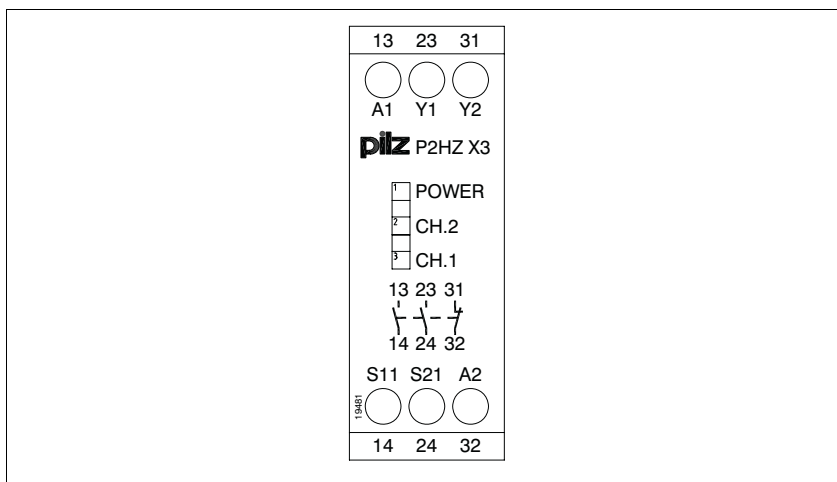 13 23 31
A1 Y1 Y2
pilz P2HZ X3
1 POWER
2 CH.2
3 CH.1
13 23 31
14 24 32
S11 S21 A2
19481
14 24 32